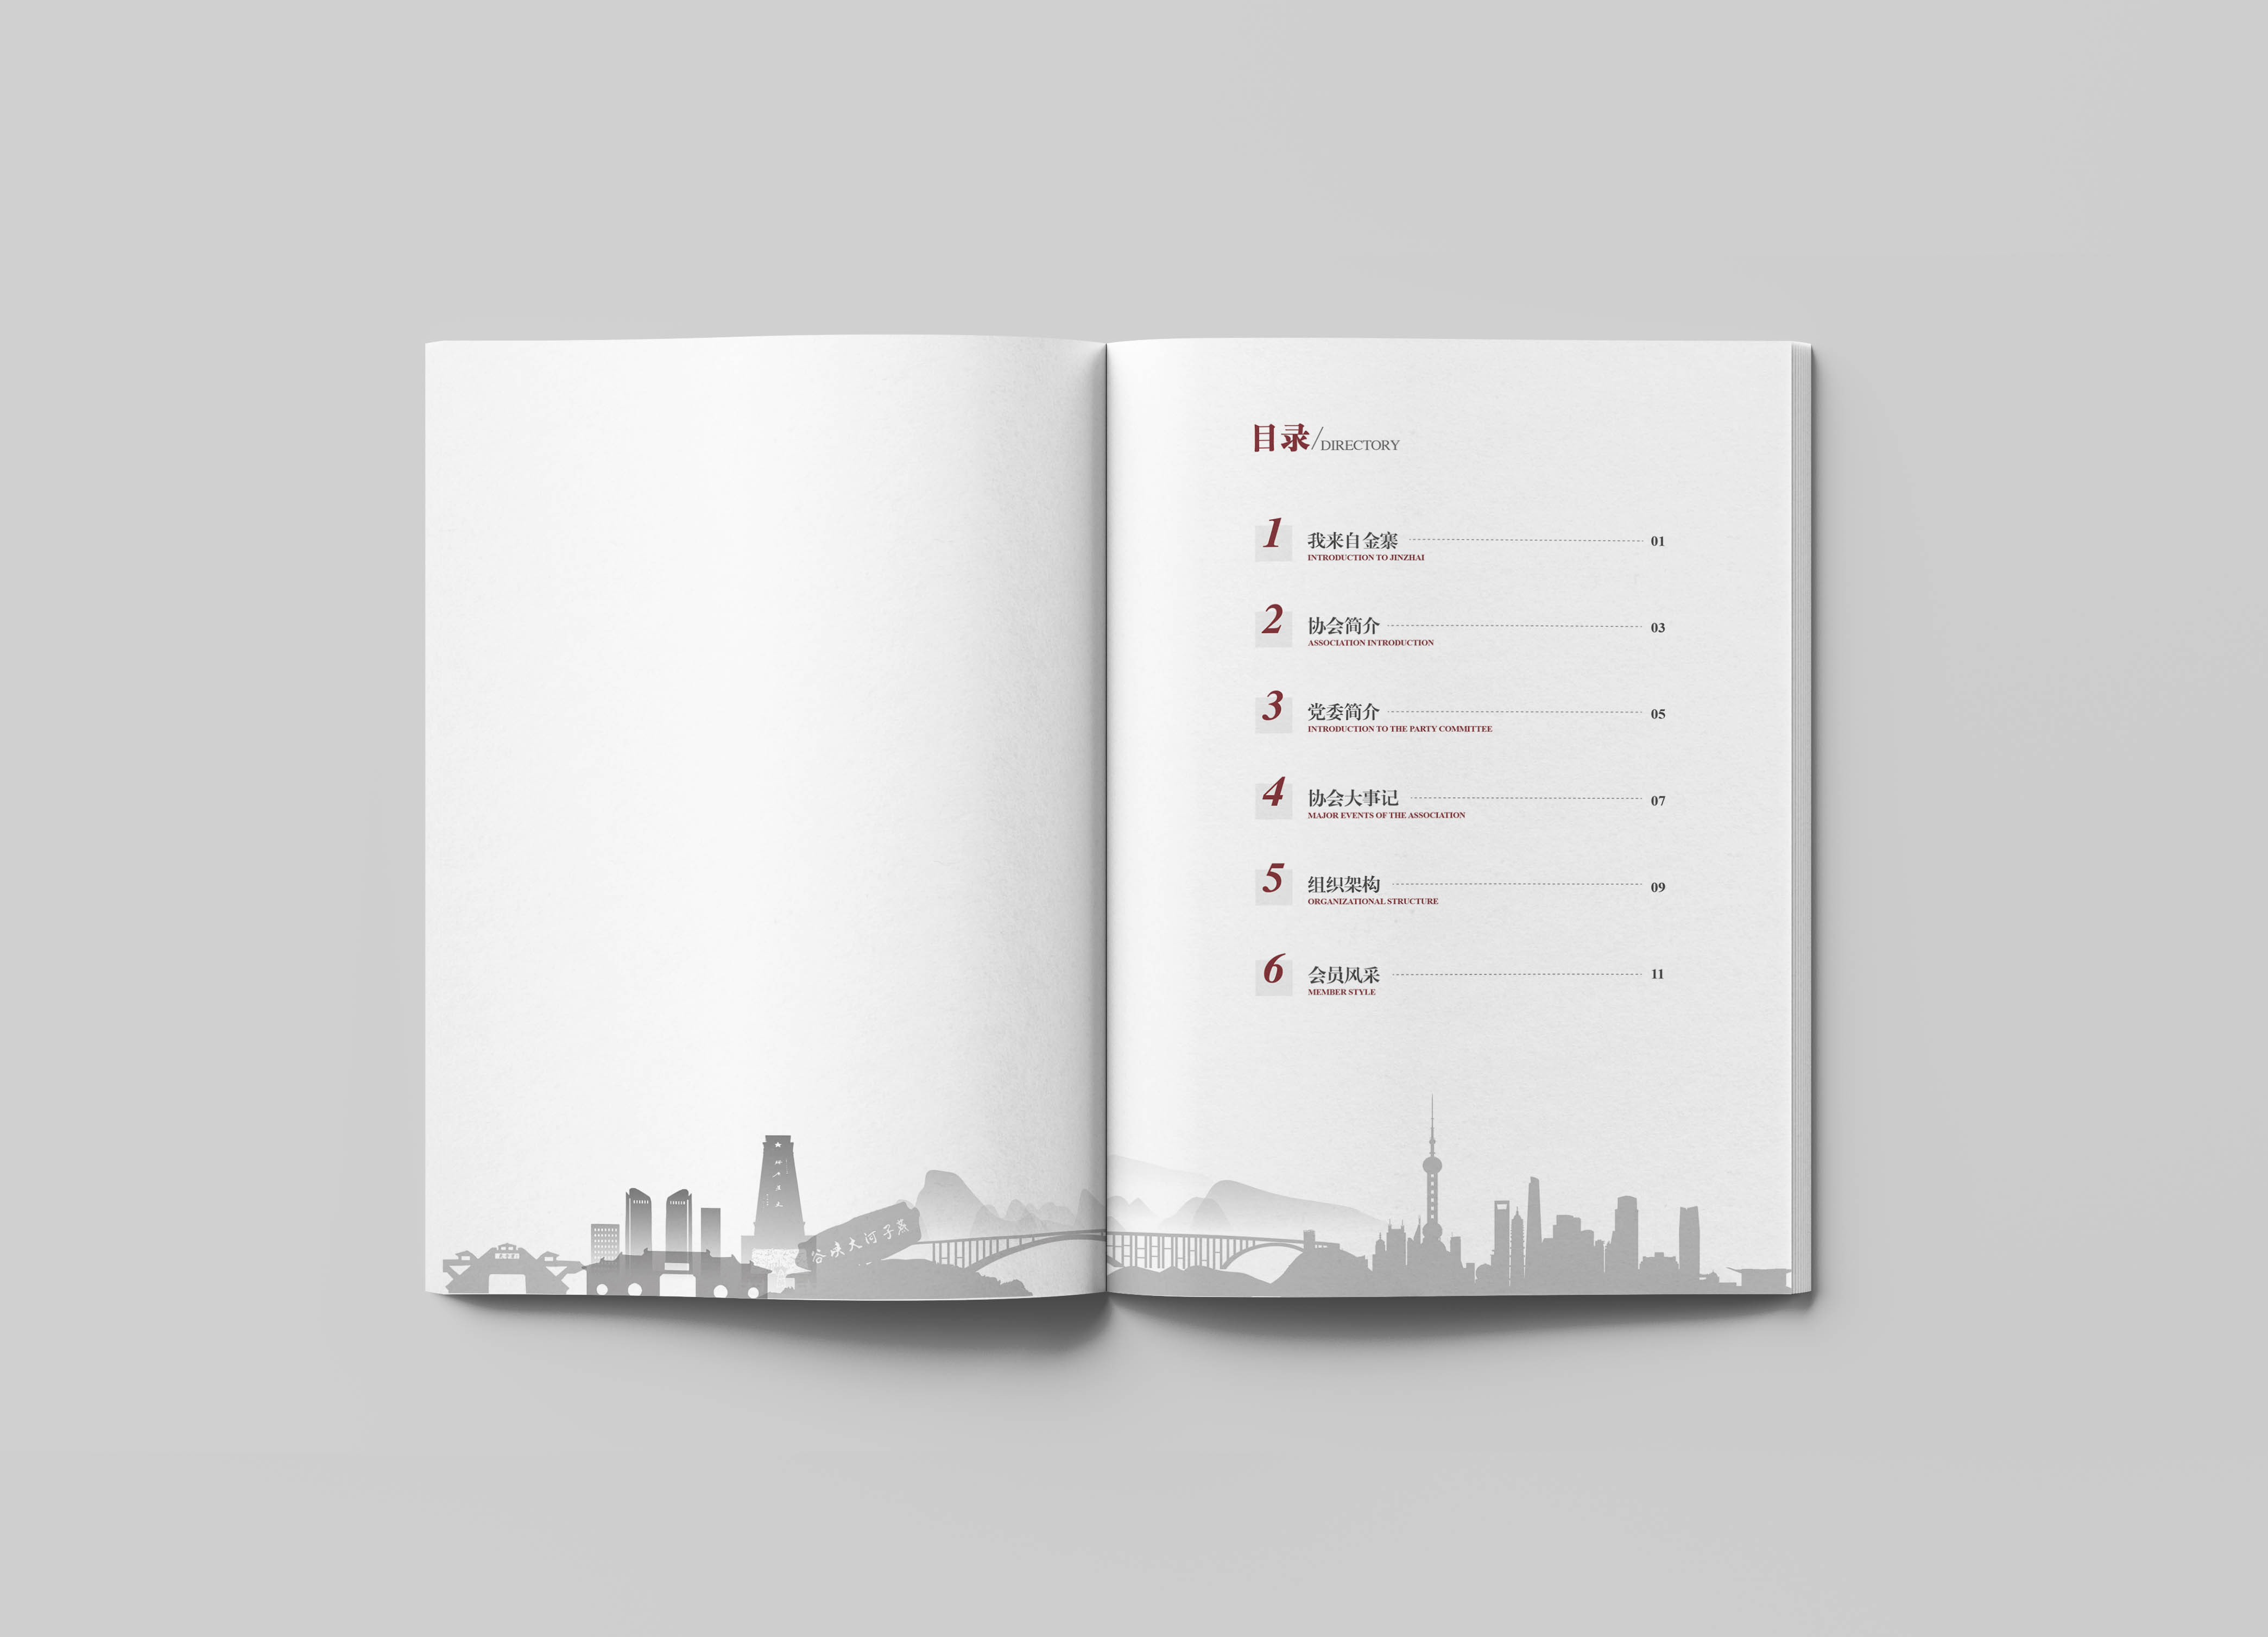 目录/DIRECTORY
1 我来自金寨 01
INTRODUCTION TO JINZHAI
2 协会简介 03
ASSOCIATION INTRODUCTION
3 党委简介 05
INTRODUCTION TO THE PARTY COMMITTEE
4 协会大事记 07
MAJOR EVENTS OF THE ASSOCIATION
5 组织架构 09
ORGANIZATIONAL STRUCTURE
6 会员风采 11
MEMBER STYLE
谷峡大河子燕